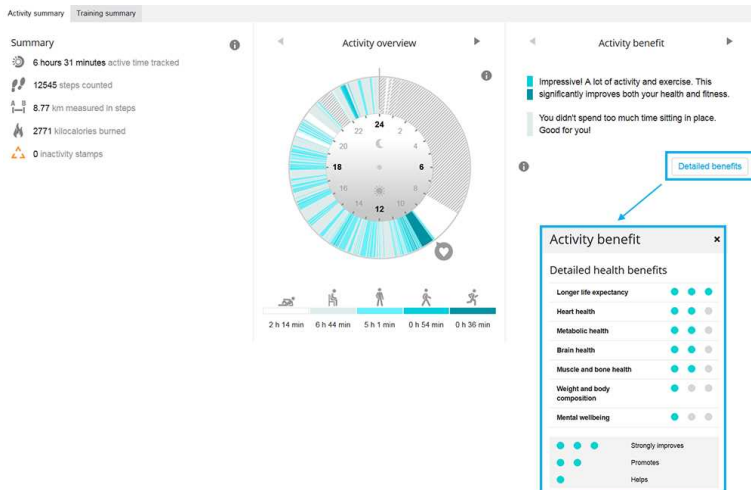 Activity summary
Training summary
Summary
6 hours 31 minutes active time tracked
12545 steps counted
A B
8.77 km measured in steps
2771 kilocalories burned
0 inactivity stamps
Activity overview
24
2
4
6
8
10
12
14
16
18
20
22
2 h 14 min
6 h 44 min
5 h 1 min
0 h 54 min
0 h 36 min
Activity benefit
Impressive! A lot of activity and exercise. This
significantly improves both your health and fitness.
You didn't spend too much time sitting in place.
Good for you!
Detailed benefits
Activity benefit
×
Detailed health benefits
Longer life expectancy
Heart health
Metabolic health
Brain health
Muscle and bone health
Weight and body
composition
Mental wellbeing
Strongly improves
Promotes
Helps